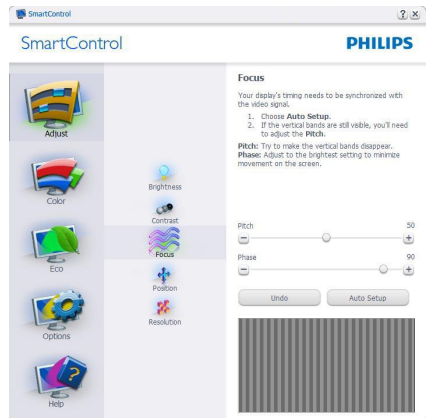 SmartControl
? ×
SmartControl
PHILIPS
Focus
Your display's timing needs to be synchronized with
the video signal.
1. Choose Auto Setup.
2. If the vertical bands are still visible, you'll need
to adjust the Pitch.
Pitch: Try to make the vertical bands disappear.
Phase: Adjust to the brightest setting to minimize
movement on the screen.
Adjust
Color
Eco
Options
Help
Brightness
Contrast
Focus
Position
Resolution
Pitch 50
Phase 90
Undo
Auto Setup